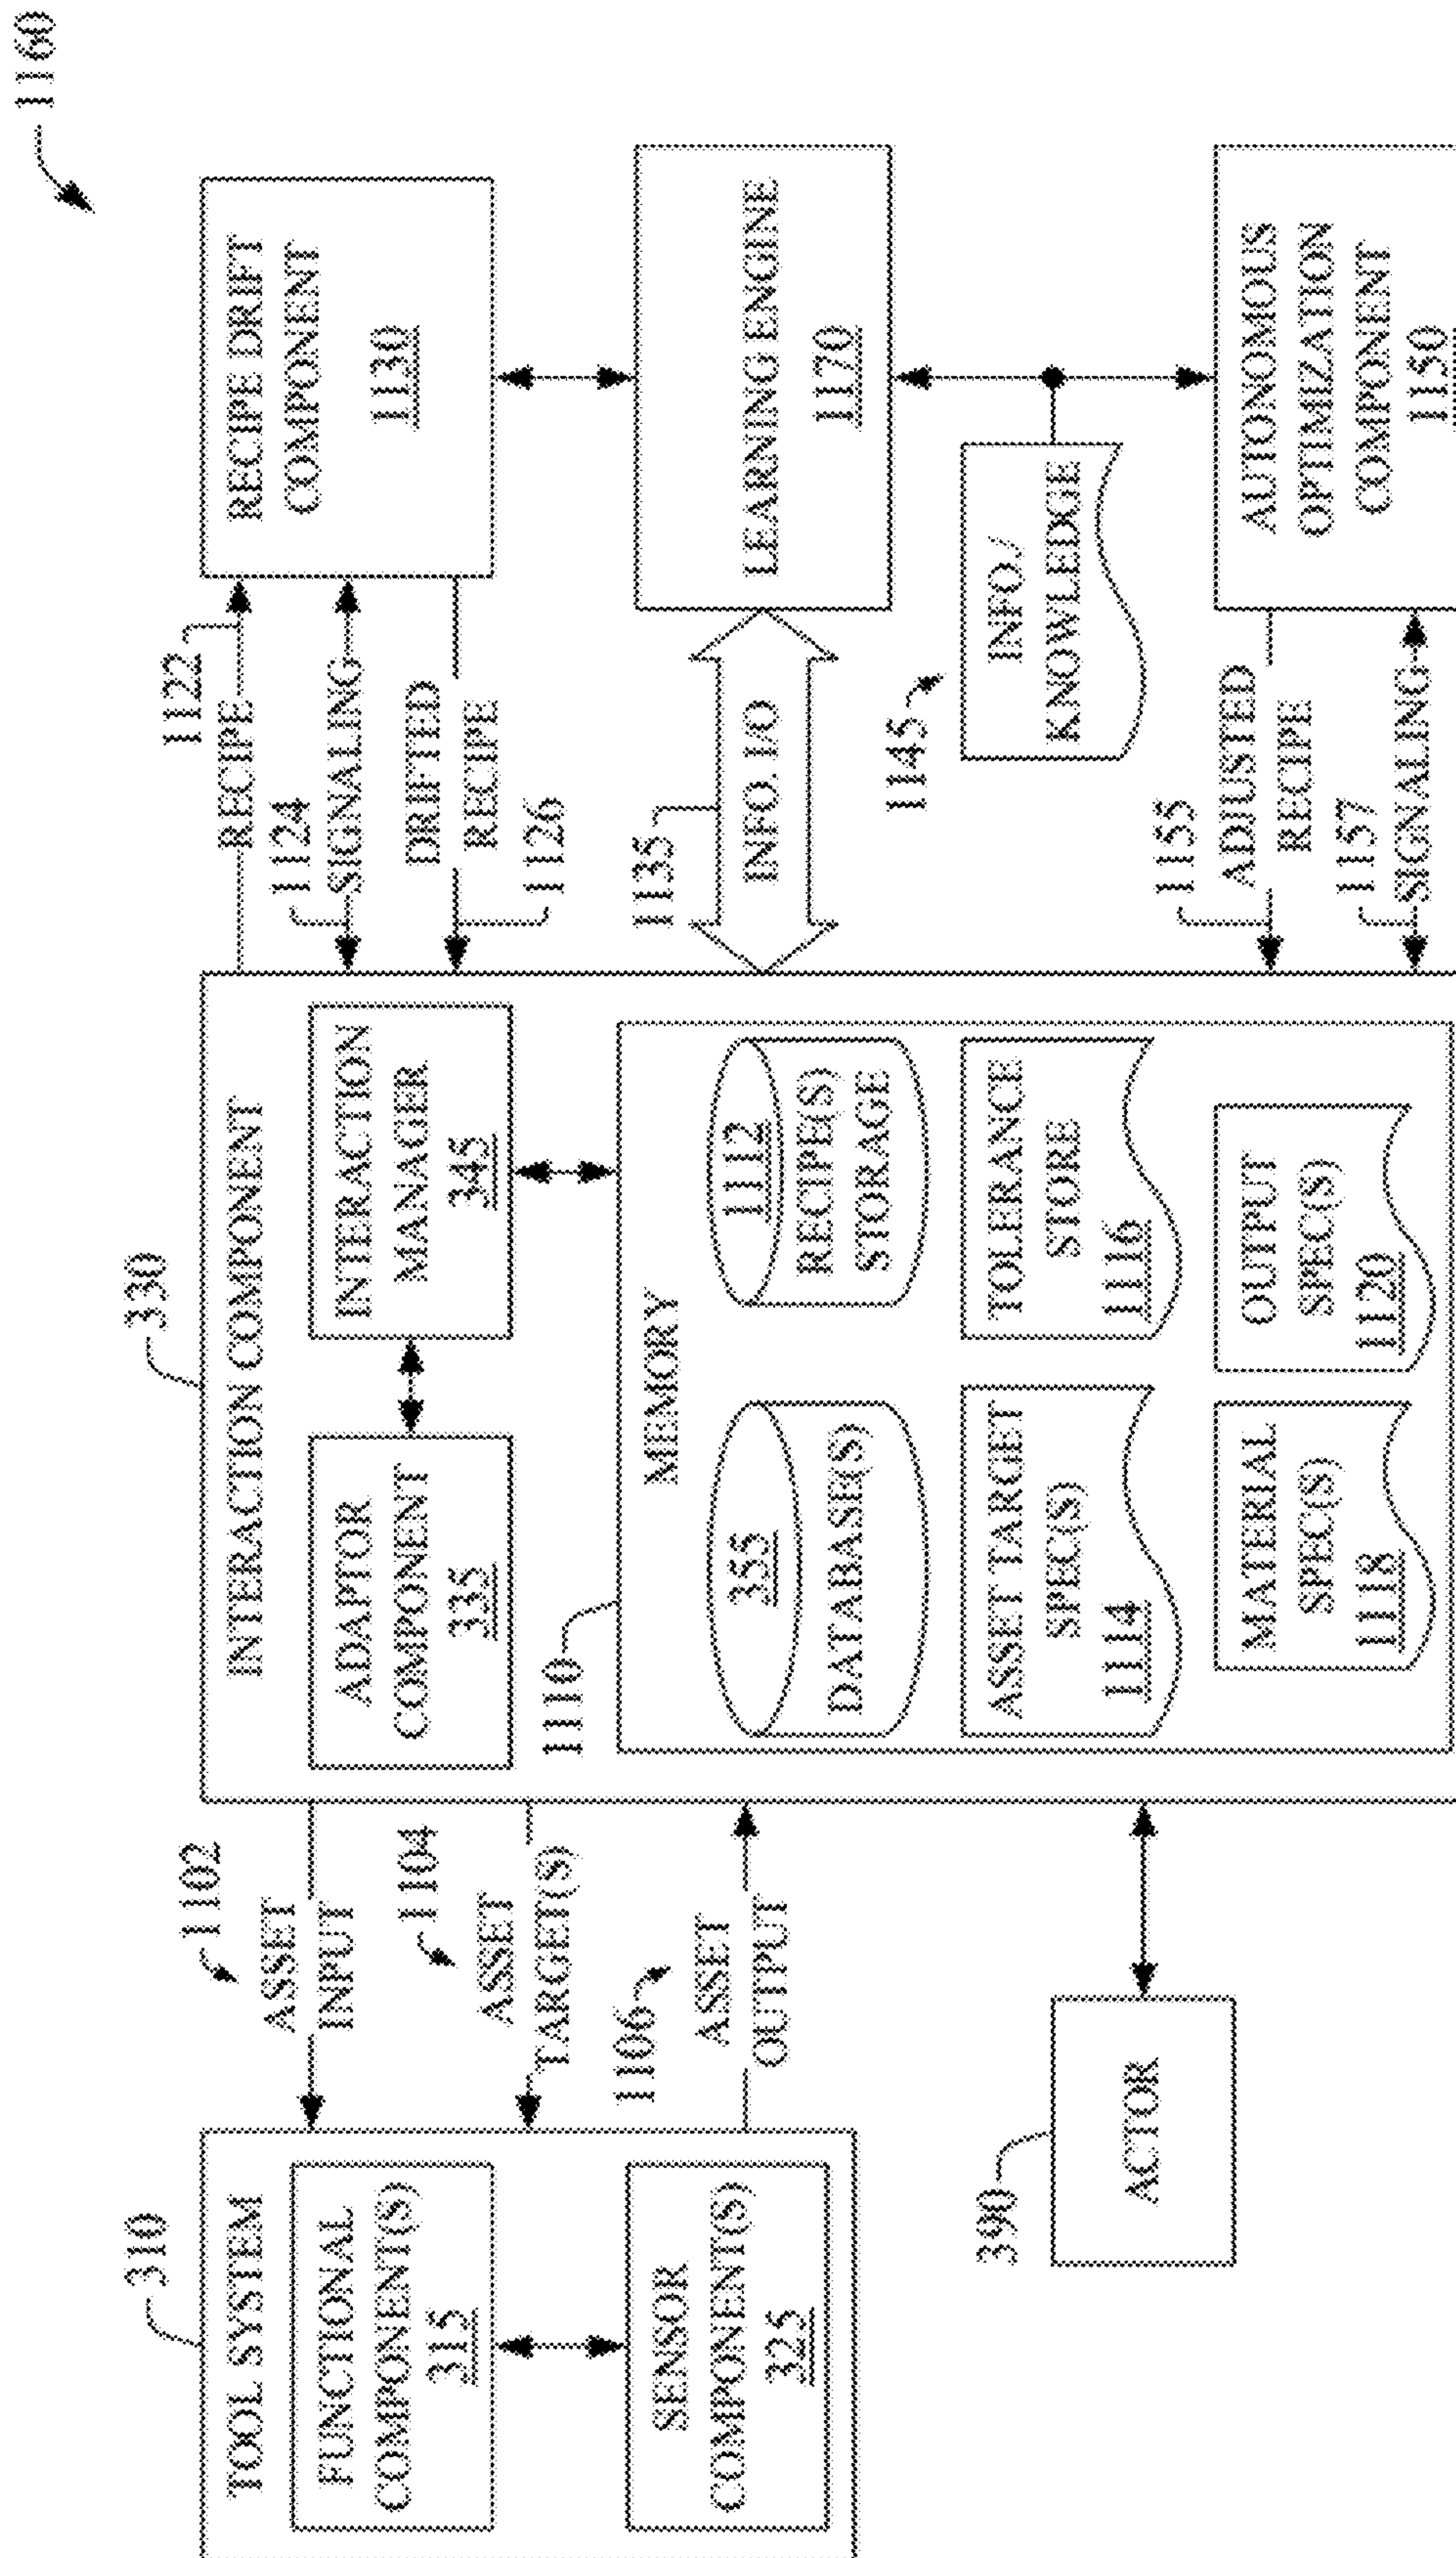 1160
310
TOOL SYSTEM
FUNCTIONAL
COMPONENT(S)
315
SENSOR
COMPONENT(S)
325
1102
ASSET
INPUT
1104
ASSET
TARGET(S)
1106
ASSET
OUTPUT
390
ACTOR
330
INTERACTION COMPONENT
ADAPTOR
COMPONENT
335
INTERACTION
MANAGER
345
1110
MEMORY
355
DATABASE(S)
1112
RECIPE(S)
STORAGE
ASSET TARGET
SPEC(S)
1114
TOLERANCE
STORE
1116
MATERIAL
SPEC(S)
1118
OUTPUT
SPEC(S)
1120
1122
RECIPE
1124
SIGNALING
DRIFTED
RECIPE
1126
1135
INFO. I/O
1145
INFO /
KNOWLEDGE
1155
ADJUSTED
RECIPE
1157
SIGNALING
RECIPE DRIFT
COMPONENT
1130
LEARNING ENGINE
1170
AUTONOMOUS
OPTIMIZATION
COMPONENT
1150